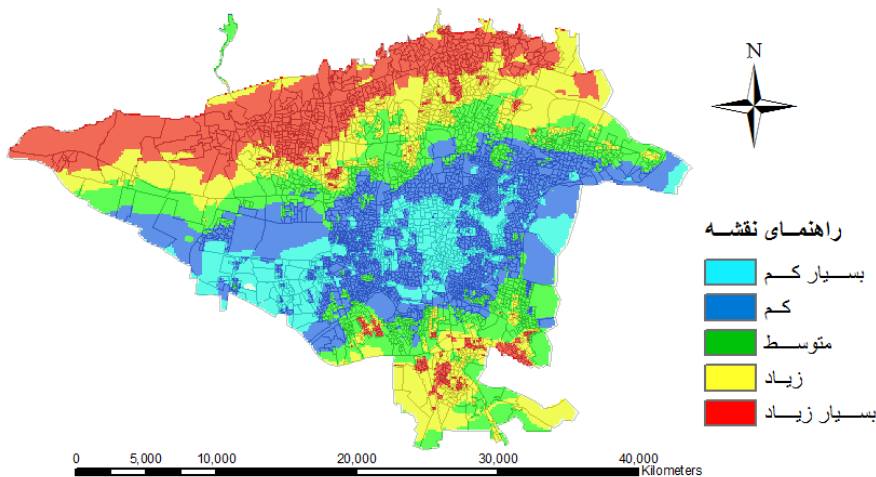 N
راهنمای نقشه
بسیار کم
کم
متوسط
زیاد
بسیار زیاد
0 5,000 10,000 20,000 30,000 40,000
Kilometers